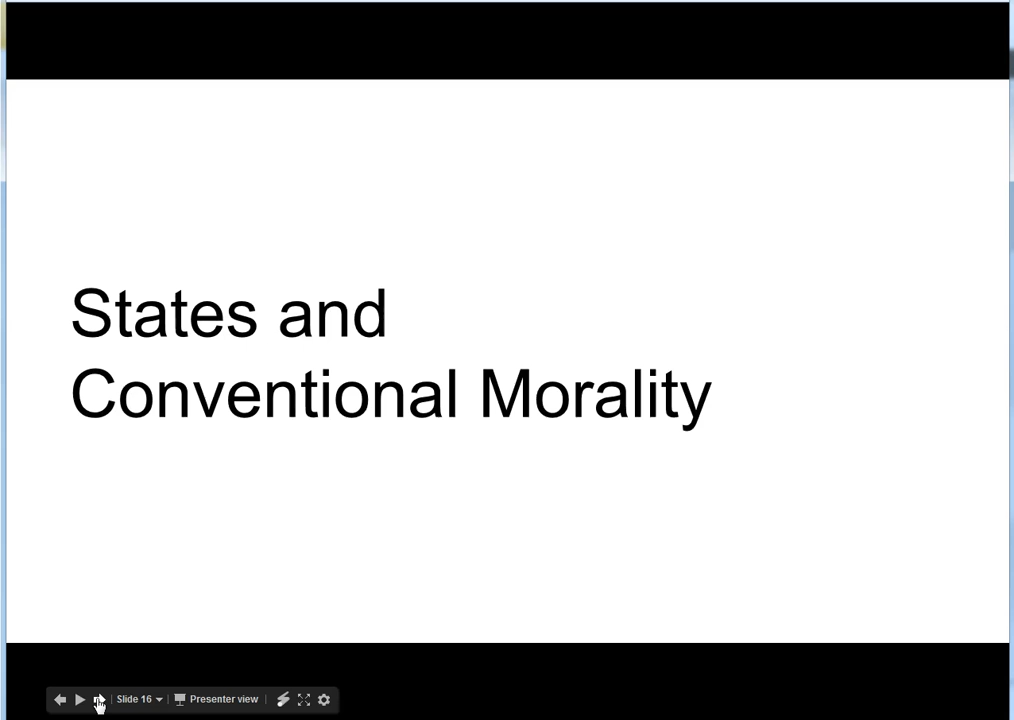 States and
Conventional Morality
Slide 16 Presenter view